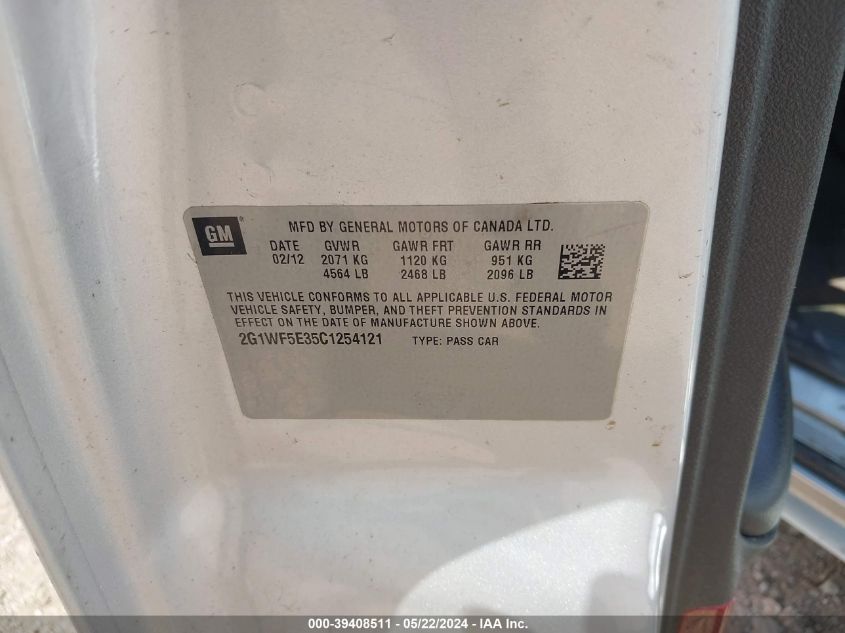 GM ®
MFD BY GENERAL MOTORS OF CANADA LTD.
DATE GVWR GAWR FRT GAWR RR
02/12 2071 KG 1120 KG 951 KG
4564 LB 2468 LB 2096 LB
THIS VEHICLE CONFORMS TO ALL APPLICABLE U.S. FEDERAL MOTOR
VEHICLE SAFETY, BUMPER, AND THEFT PREVENTION STANDARDS IN
EFFECT ON THE DATE OF MANUFACTURE SHOWN ABOVE.
2G1WF5E35C1254121 TYPE: PASS CAR
000-39408511 - 05/22/2024 - IAA Inc.